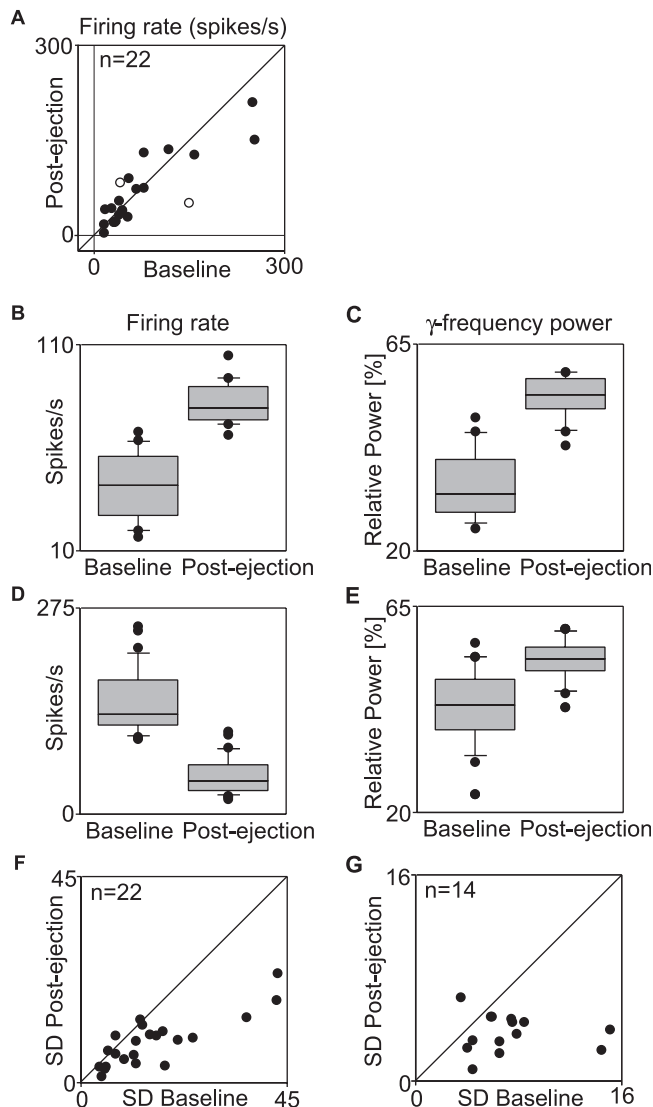 A
Firing rate (spikes/s)
300
n=22
Post-ejection
0
0
Baseline
300
B
Firing rate
110
Spikes/s
10
Baseline
Post-ejection
C
γ-frequency power
65
Relative Power [%]
20
Baseline
Post-ejection
D
275
Spikes/s
0
Baseline
Post-ejection
E
65
Relative Power [%]
20
Baseline
Post-ejection
F
45
n=22
SD Post-ejection
0
0
SD Baseline
45
G
16
n=14
SD Post-ejection
0
0
SD Baseline
16